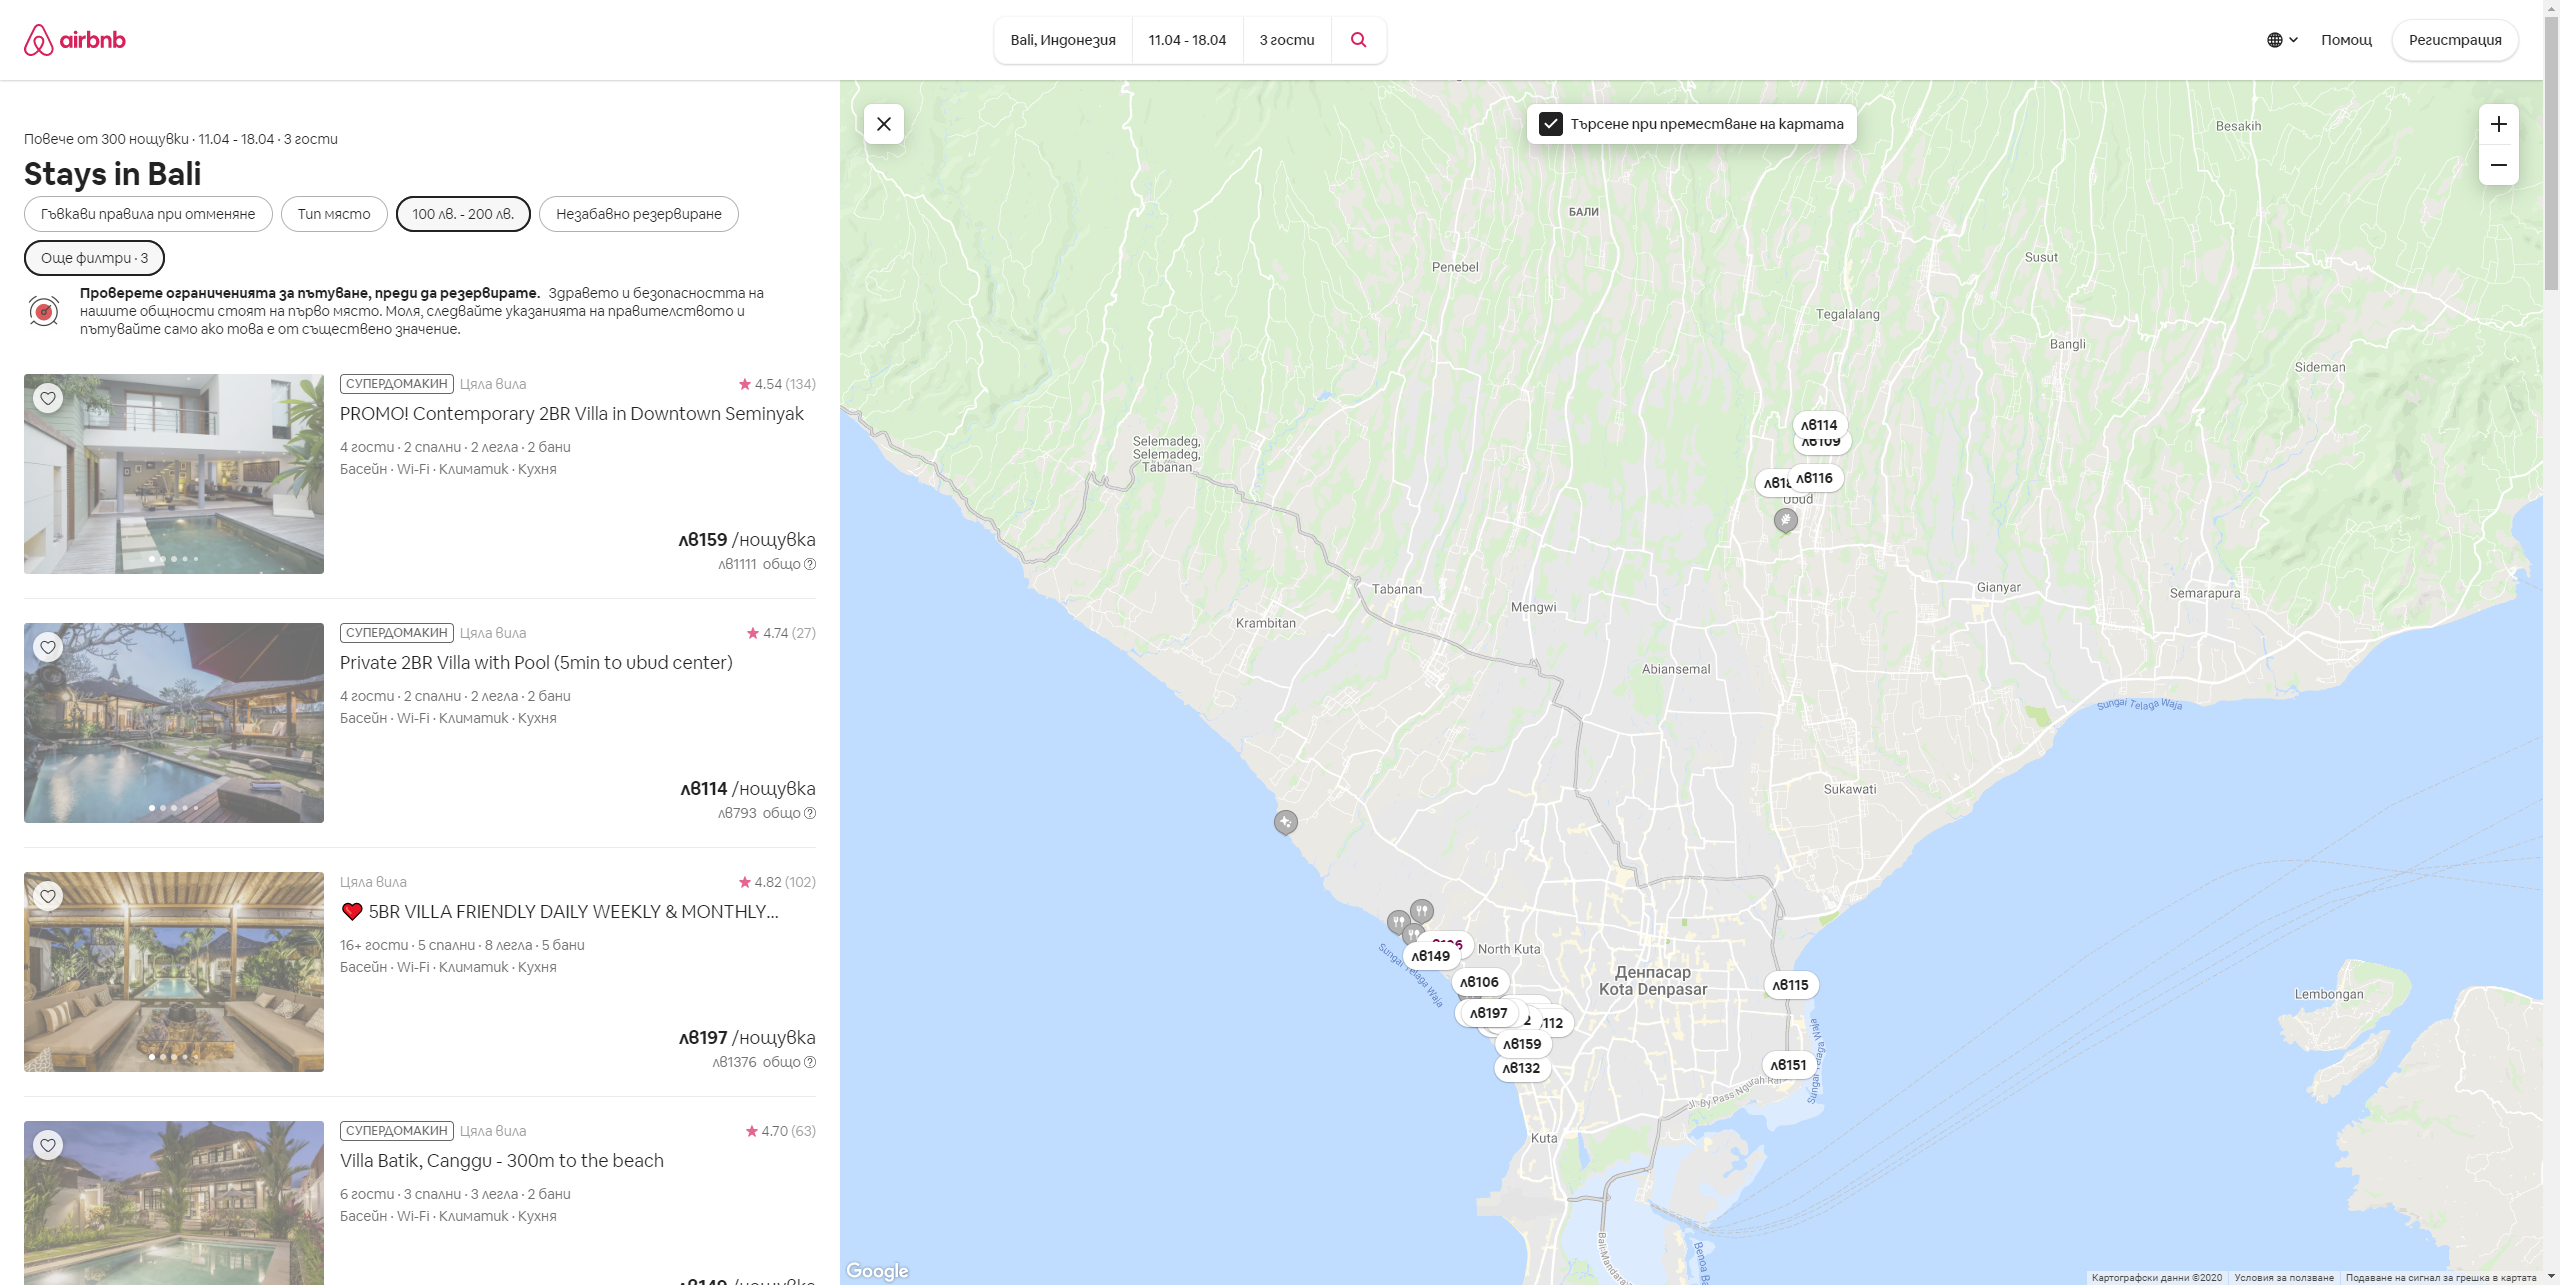 airbnb
Bali, Индонезия
11.04 - 18.04
3 гости
Помощ
Регистрация
Повече от 300 нощувки · 11.04 - 18.04 · 3 гости
Stays in Bali
Гъвкави правила при отменяне
Тип място
100 лв. - 200 лв.
Незабавно резервиране
Още филтри · 3
Проверете ограниченията за пътуване, преди да резервирате. Здравето и безопасността на
нашите общности стоят на първо място. Моля, следвайте указанията на правителството и
пътувайте само ако това е от съществено значение.
СУПЕРДОМАКИН Цяла вила
4.54 (134)
PROMO! Contemporary 2BR Villa in Downtown Seminyak
4 гости · 2 спални · 2 легла · 2 бани
Басейн · Wi-Fi · Климатик · Кухня
лв159 /нощувка
лв1111 общо
СУПЕРДОМАКИН Цяла вила
4.74 (27)
Private 2BR Villa with Pool (5min to ubud center)
4 гости · 2 спални · 2 легла · 2 бани
Басейн · Wi-Fi · Климатик · Кухня
лв114 /нощувка
лв793 общо
Цяла вила
4.82 (102)
5BR VILLA FRIENDLY DAILY WEEKLY & MONTHLY...
16+ гости · 5 спални · 8 легла · 5 бани
Басейн · Wi-Fi · Климатик · Кухня
лв197 /нощувка
лв1376 общо
СУПЕРДОМАКИН Цяла вила
4.70 (63)
Villa Batik, Canggu - 300m to the beach
6 гости · 3 спални · 3 легла · 2 бани
Басейн · Wi-Fi · Климатик · Кухня
лв149 /нощувка
Търсене при преместване на картата
Besakih
БАЛИ
Penebel
Susut
Tegalalang
Bangli
Sideman
лв114
лв109
Selemadeg,
Selemadeg,
Tabanan
лв116
Ubud
Tabanan
Mengwi
Gianyar
Semarapura
Krambitan
Abiansemal
Sungai Telaga Waja
Sukawati
North Kuta
лв149
Sungai Telaga Waja
лв106
Денпасар
Kota Denpasar
лв115
Lembongan
лв197
112
лв159
лв132
лв151
Jl. By Pass Ngurah Rai
Kuta
Google
Картографски данни ©2020
Условия за ползване
Подаване на сигнал за грешка в картата